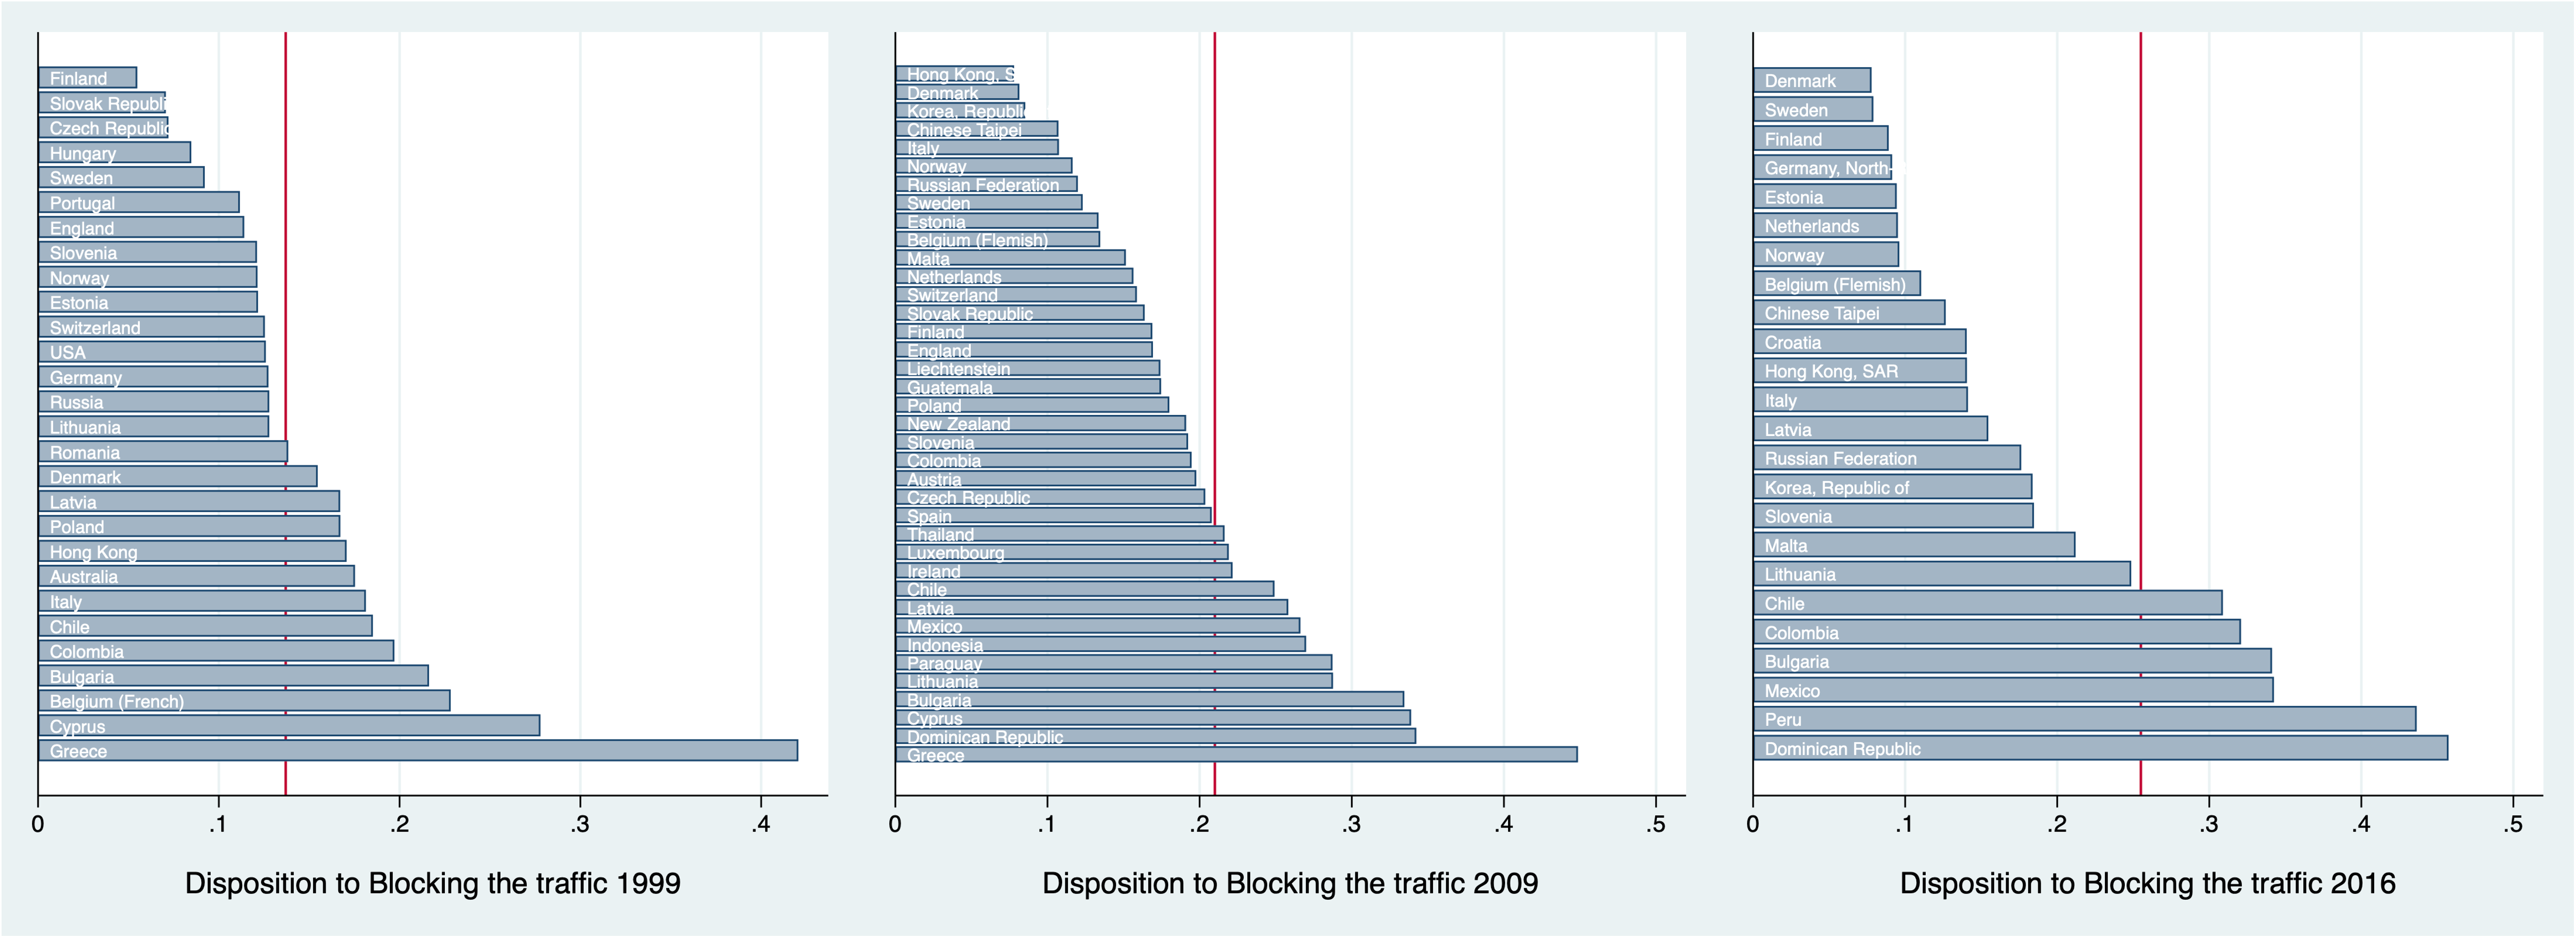 Finland
Slovak Republi
Czech Republic
Hungary
Sweden
Portugal
England
Slovenia
Norway
Estonia
Switzerland
USA
Germany
Russia
Lithuania
Romania
Denmark
Latvia
Poland
Hong Kong
Australia
Italy
Chile
Colombia
Bulgaria
Belgium (French)
Cyprus
Greece
0 .1 .2 .3 .4
Disposition to Blocking the traffic 1999
Hong Kong, S
Denmark
Korea, Republic
Chinese Taipei
Italy
Norway
Russian Federation
Sweden
Estonia
Belgium (Flemish)
Malta
Netherlands
Switzerland
Slovak Republic
Finland
England
Liechtenstein
Guatemala
Poland
New Zealand
Slovenia
Colombia
Austria
Czech Republic
Spain
Thailand
Luxembourg
Ireland
Chile
Latvia
Mexico
Indonesia
Paraguay
Lithuania
Bulgaria
Cyprus
Dominican Republic
Greece
0 .1 .2 .3 .4 .5
Disposition to Blocking the traffic 2009
Denmark
Sweden
Finland
Germany, North-
Estonia
Netherlands
Norway
Belgium (Flemish)
Chinese Taipei
Croatia
Hong Kong, SAR
Italy
Latvia
Russian Federation
Korea, Republic of
Slovenia
Malta
Lithuania
Chile
Colombia
Bulgaria
Mexico
Peru
Dominican Republic
0 .1 .2 .3 .4 .5
Disposition to Blocking the traffic 2016